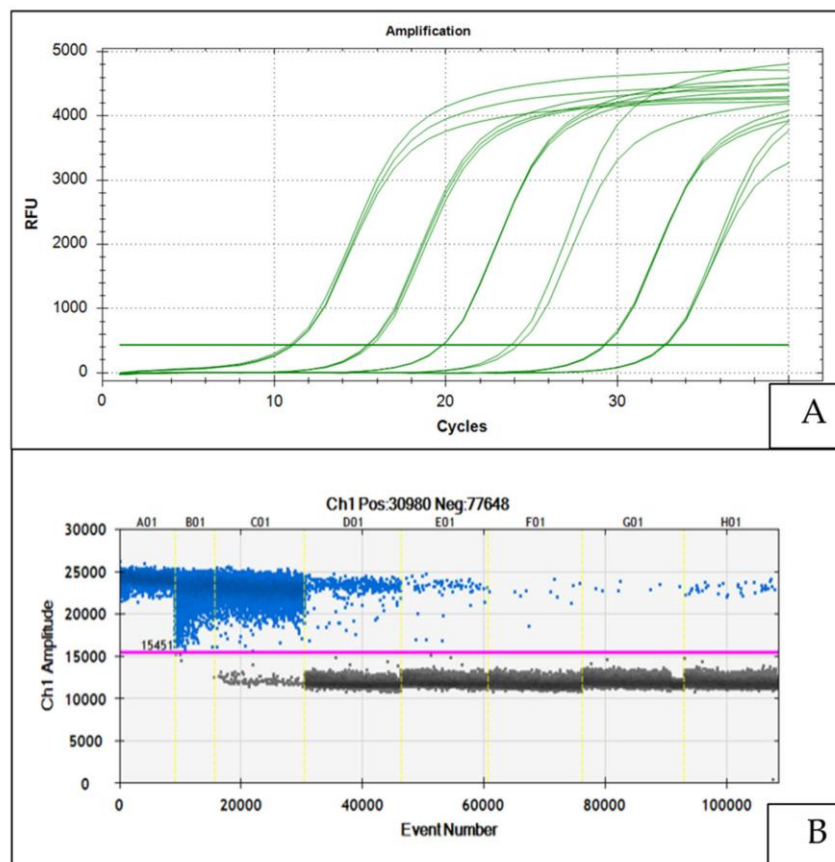 Amplification
5000
4000
3000
2000
1000
0
RFU
0 10 20 30
Cycles
A
Ch1 Pos:30980 Neg:77648
A01 B01 C01 D01 E01 F01 G01 H01
30000
25000
20000
15451
15000
10000
5000
0
Ch1 Amplitude
0 20000 40000 60000 80000 100000
Event Number
B